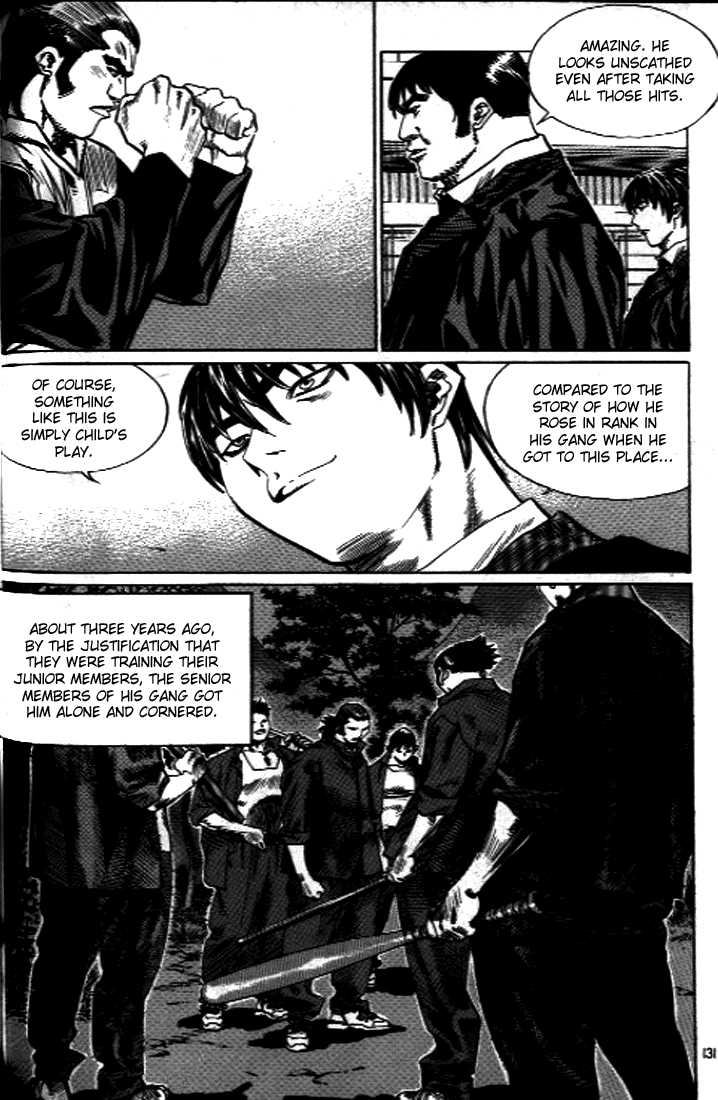 AMAZING. HE
LOOKS UNSCATHED
EVEN AFTER TAKING
ALL THOSE HITS.
OF COURSE,
SOMETHING
LIKE THIS IS
SIMPLY CHILD'S
PLAY.
COMPARED TO THE
STORY OF HOW HE
ROSE IN RANK IN
HIS GANG WHEN HE
GOT TO THIS PLACE...
ABOUT THREE YEARS AGO,
BY THE JUSTIFICATION THAT
THEY WERE TRAINING THEIR
JUNIOR MEMBERS, THE SENIOR
MEMBERS OF HIS GANG GOT
HIM ALONE AND CORNERED.
131